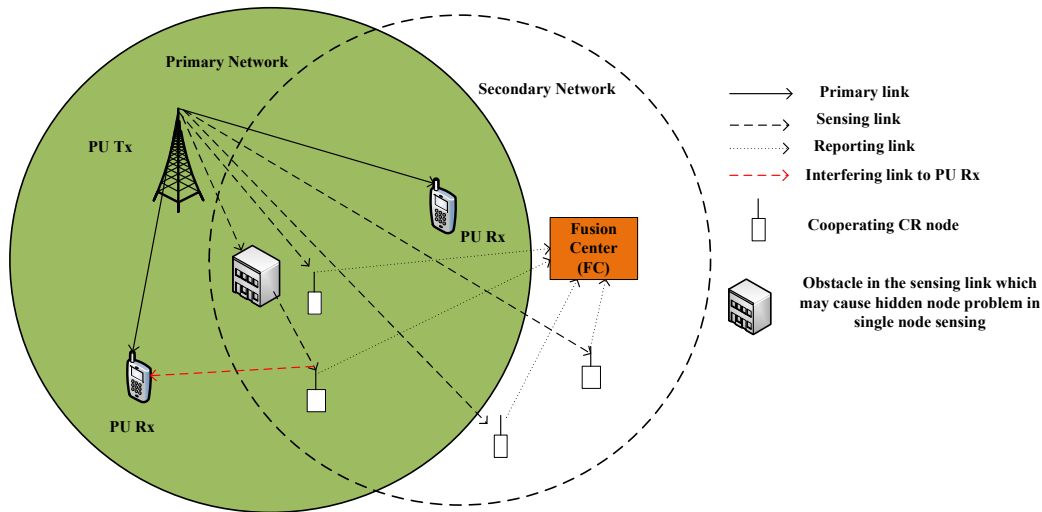 Primary Network
Secondary Network
PU Tx
PU Rx
Fusion
Center
(FC)
PU Rx
Primary link
Sensing link
Reporting link
Interfering link to PU Rx
Cooperating CR node
Obstacle in the sensing link which
may cause hidden node problem in
single node sensing